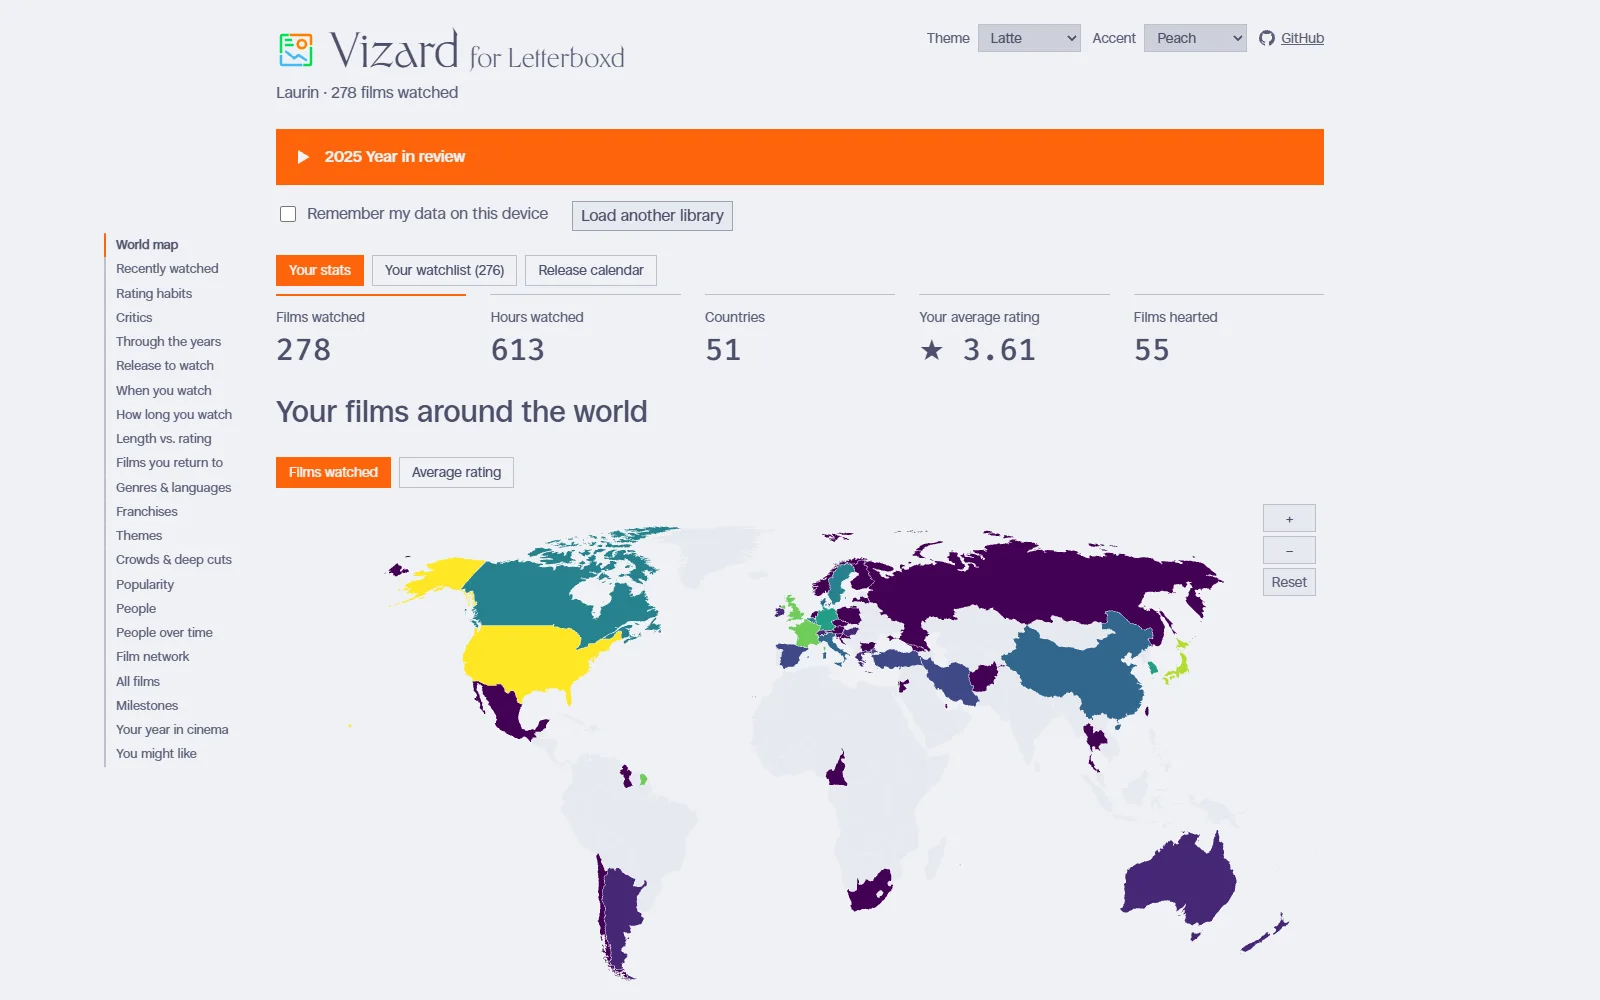 Vizard for Letterboxd
Theme Latte Accent Peach GitHub
Laurin · 278 films watched
2025 Year in review
Remember my data on this device Load another library
Your stats Your watchlist (276) Release calendar
World map
Recently watched
Rating habits
Critics
Through the years
Release to watch
When you watch
How long you watch
Length vs. rating
Films you return to
Genres & languages
Franchises
Themes
Crowds & deep cuts
Popularity
People
People over time
Film network
All films
Milestones
Your year in cinema
You might like
Films watched
278
Hours watched
613
Countries
51
Your average rating
★ 3.61
Films hearted
55
Your films around the world
Films watched Average rating
+
–
Reset